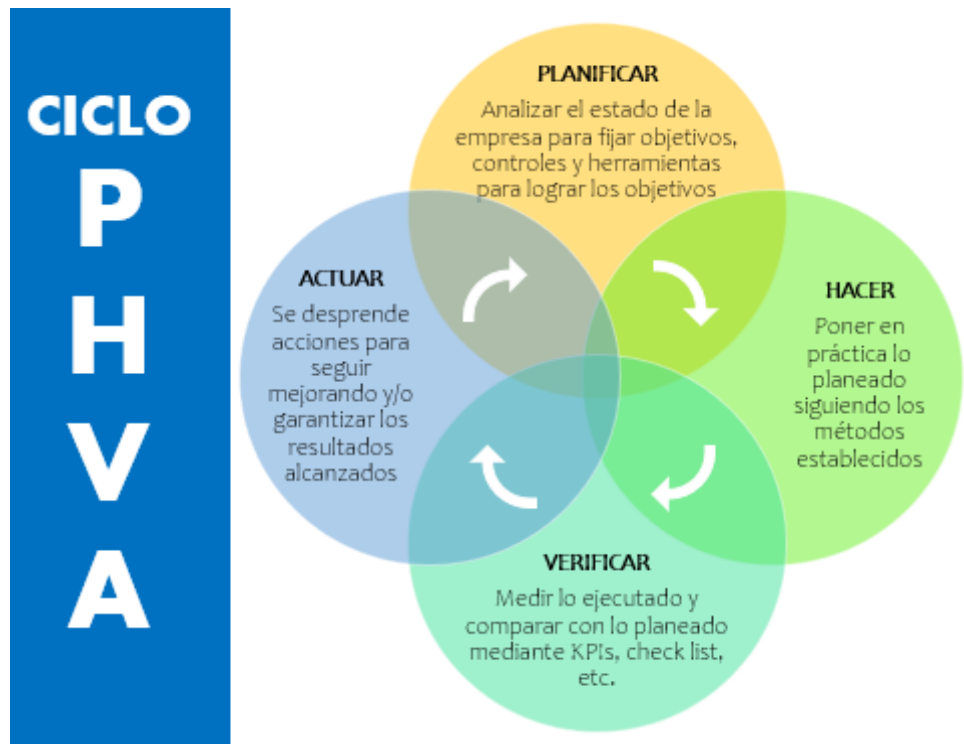 CICLO
P
H
V
A
PLANIFICAR
Analizar el estado de la
empresa para fijar objetivos,
controles y herramientas
para lograr los objetivos
HACER
Poner en
práctica lo
planeado
siguiendo los
métodos
establecidos
VERIFICAR
Medir lo ejecutado y
comparar con lo planeado
mediante KPIs, check list,
etc.
ACTUAR
Se desprende
acciones para
seguir
mejorando y/o
garantizar los
resultados
alcanzados